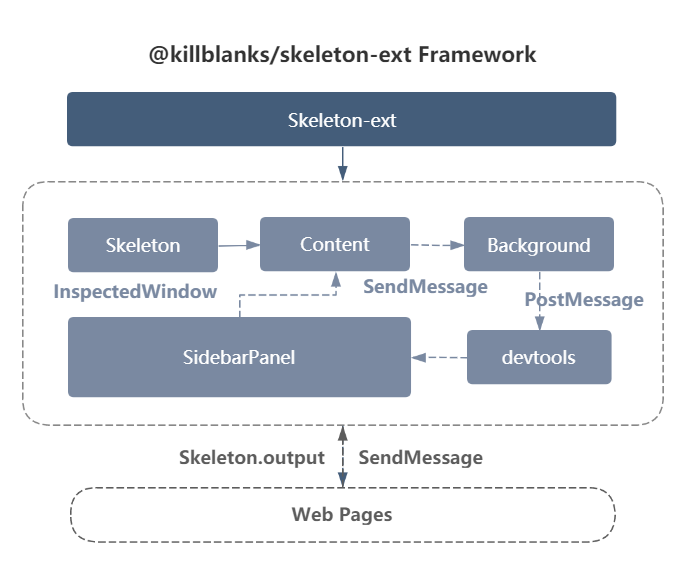 @killblanks/skeleton-ext Framework
Skeleton-ext
Skeleton
Content
Background
InspectedWindow
SendMessage
PostMessage
SidebarPanel
devtools
Skeleton.output
SendMessage
Web Pages